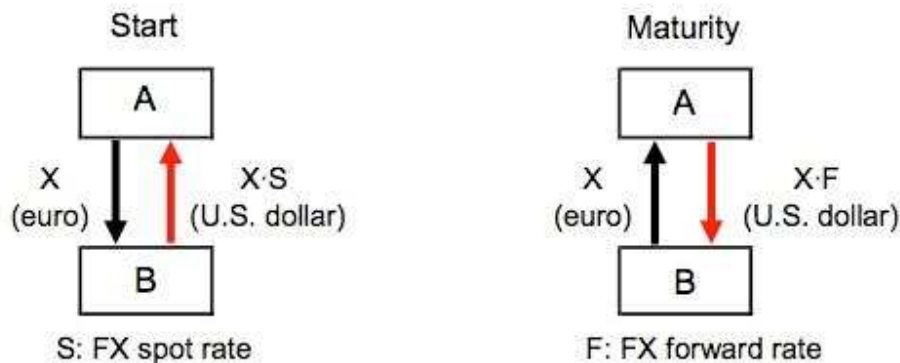 Start
A
X
(euro)
X·S
(U.S. dollar)
B
S: FX spot rate
Maturity
A
X
(euro)
X·F
(U.S. dollar)
B
F: FX forward rate